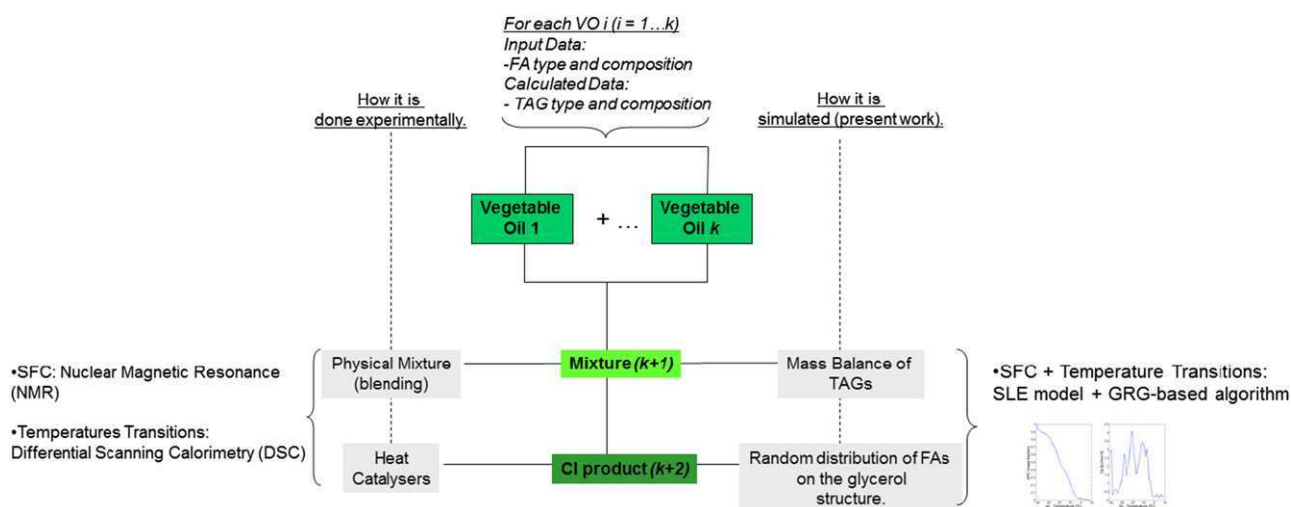 For each VO i (i = 1…k)
Input Data:
-FA type and composition
Calculated Data:
- TAG type and composition
How it is
done experimentally.
How it is
simulated (present work).
Vegetable
Oil 1
+ …
Vegetable
Oil k
•SFC: Nuclear Magnetic Resonance
(NMR)
•Temperatures Transitions:
Differential Scanning Calorimetry (DSC)
Physical Mixture
(blending)
Mixture (k+1)
Mass Balance of
TAGs
Heat
Catalysers
CI product (k+2)
Random distribution of FAs
on the glycerol
structure.
•SFC + Temperature Transitions:
SLE model + GRG-based algorithm